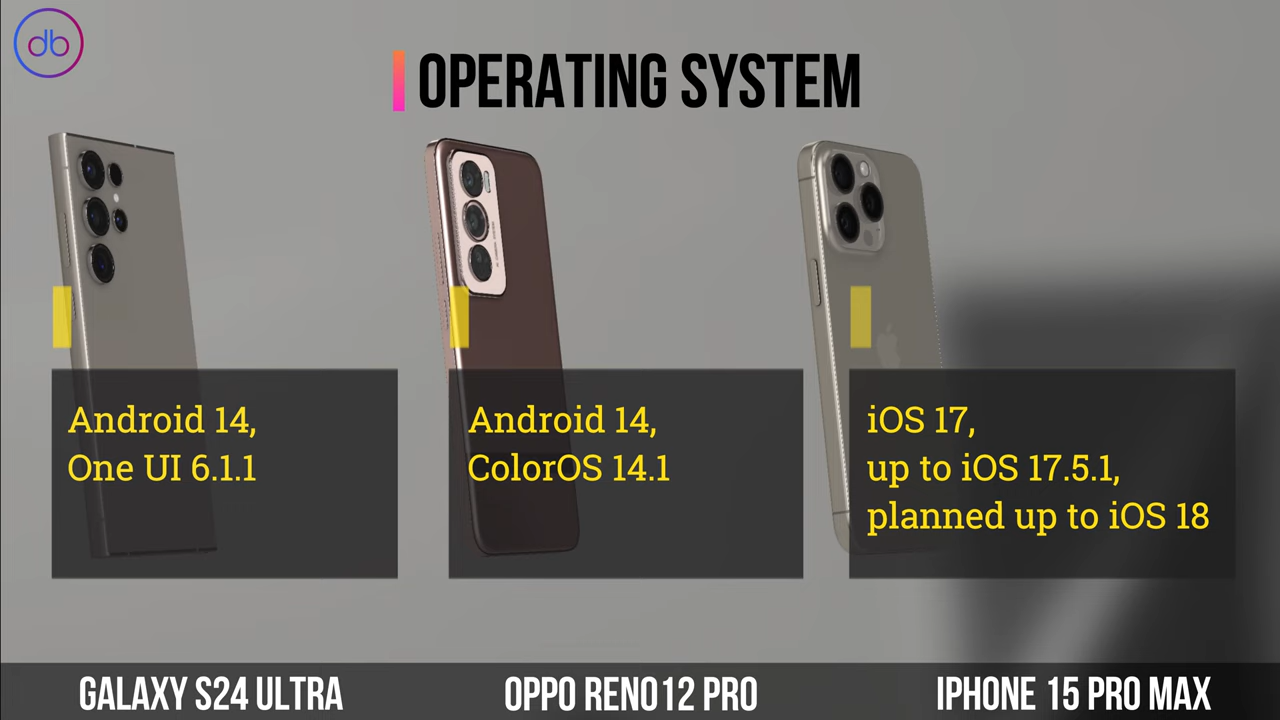 db
OPERATING SYSTEM
Android 14,
One UI 6.1.1
Android 14,
ColorOS 14.1
iOS 17,
up to iOS 17.5.1,
planned up to iOS 18
GALAXY S24 ULTRA
OPPO RENO12 PRO
IPHONE 15 PRO MAX